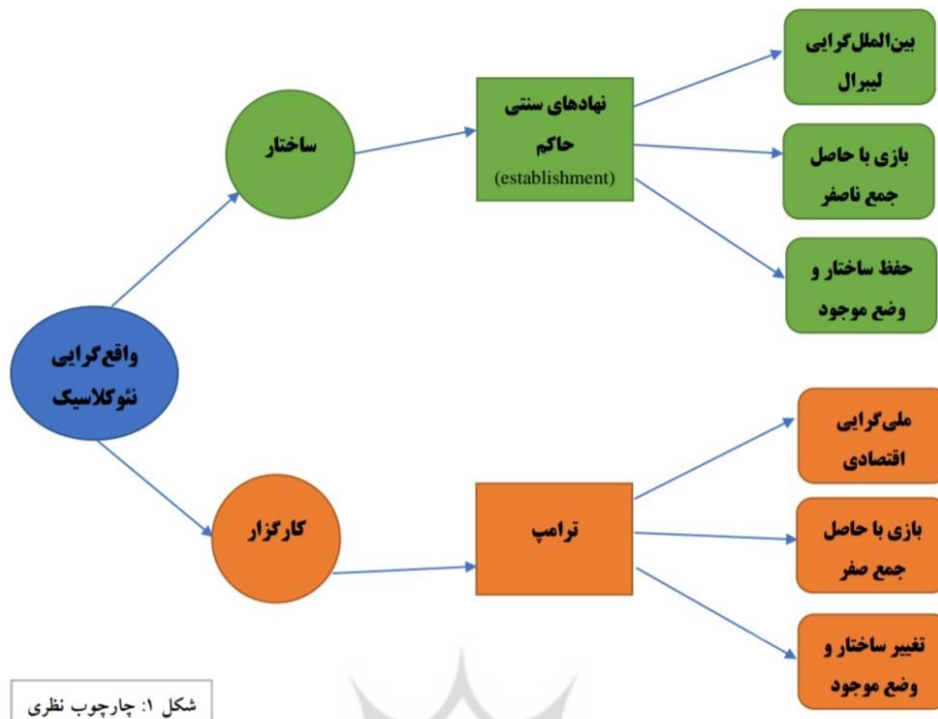 بین‌الملل‌گرایی
لیبرال
نهادهای سنتی
حاکم
(establishment)
ساختار
بازی با حاصل
جمع ناصفر
حفظ ساختار و
وضع موجود
واقع‌گرایی
نئوکلاسیک
ملی‌گرایی
اقتصادی
کارگزار
ترامپ
بازی با حاصل
جمع صفر
تغییر ساختار و
وضع موجود
شکل ۱: چارچوب نظری